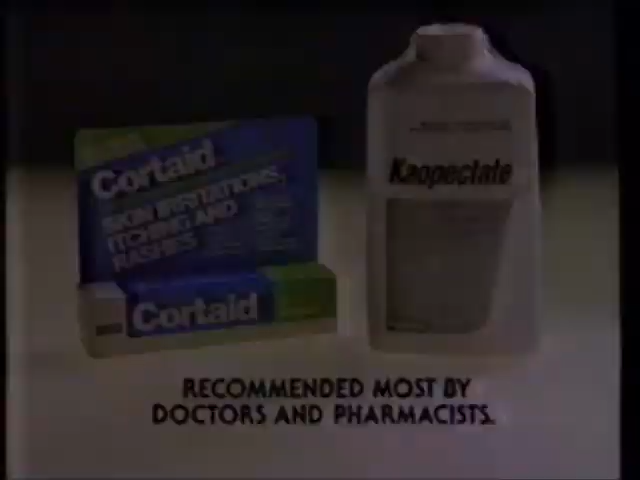 Cortaid
SKIN IRRITATIONS,
ITCHING AND
RASHES
Cortaid
Kaopectate
RECOMMENDED MOST BY
DOCTORS AND PHARMACISTS.